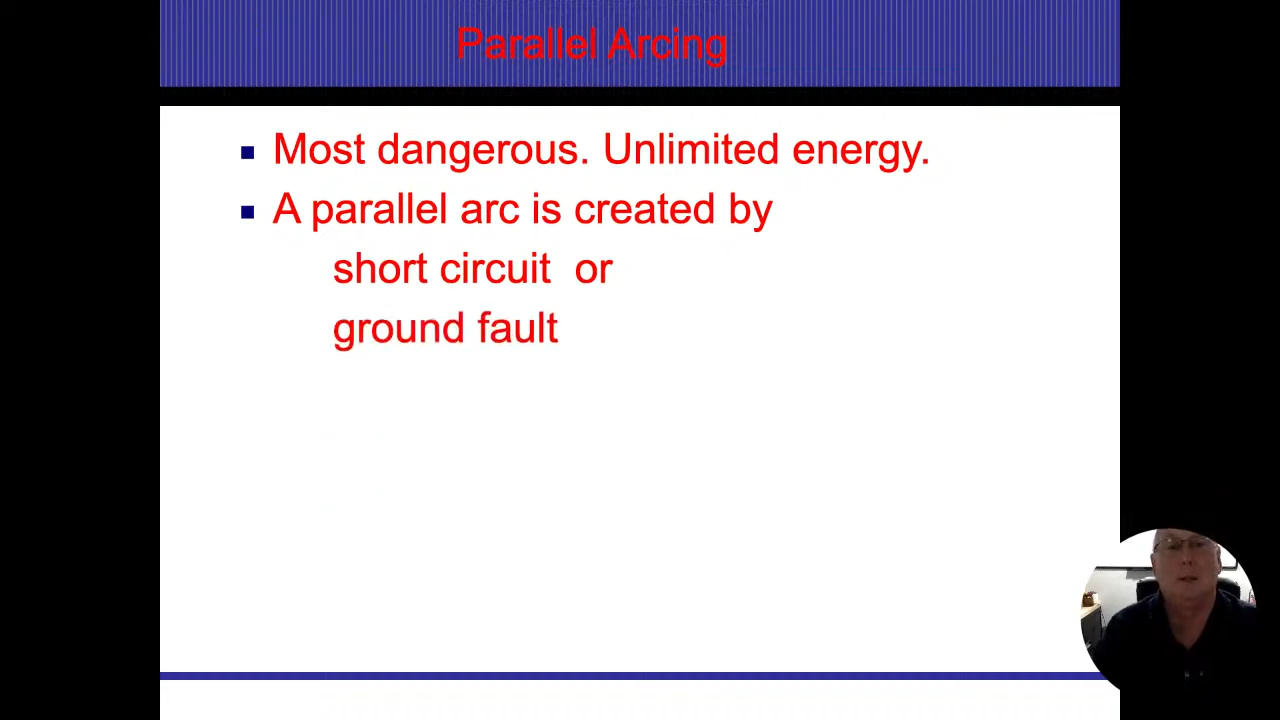 Parallel Arcing
Most dangerous. Unlimited energy.
A parallel arc is created by
short circuit or
ground fault